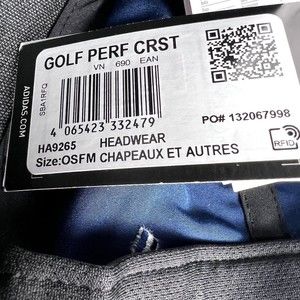 GOLF PERF CRST
VN 690 EAN
ADIDAS.COM
SBA1RFQ
4 065423 332479
PO# 132067998
HA9265 HEADWEAR
Size:OSFM CHAPEAUX ET AUTRES
RFID